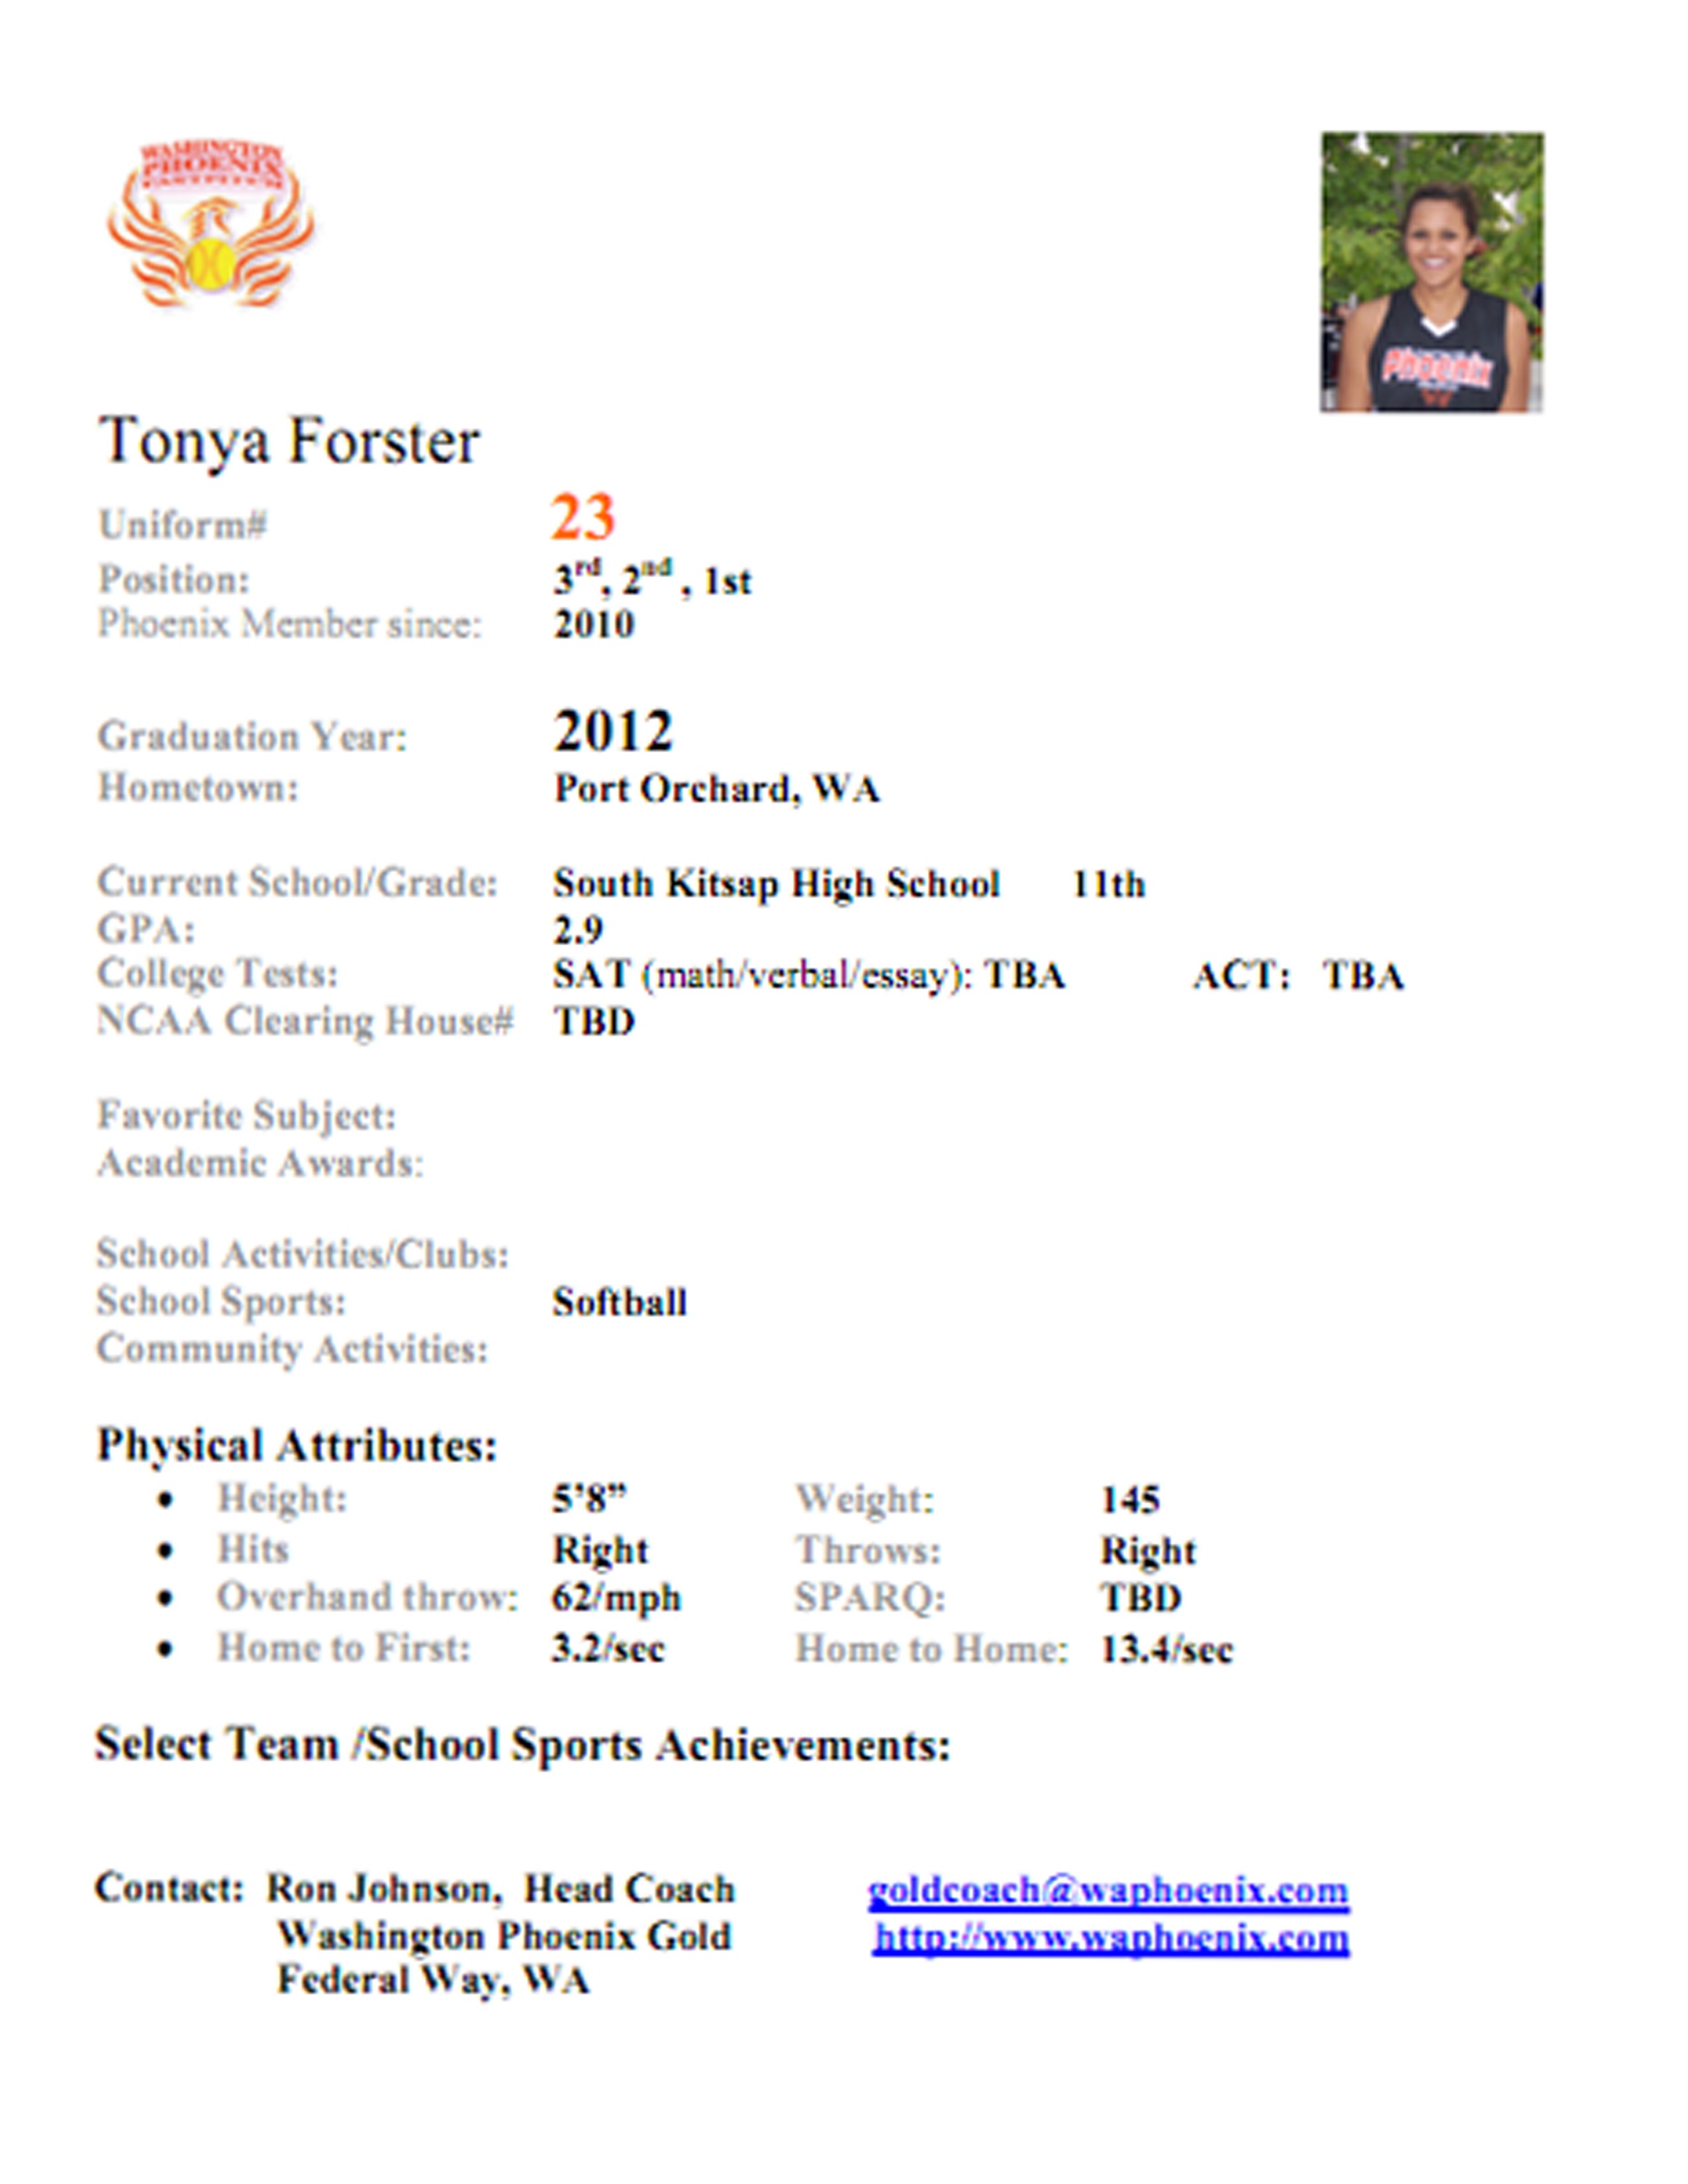 WASHINGTON
PHOENIX
FASTPITCH
Phoenix
Tonya Forster
Uniform# 23
Position: 3rd, 2nd , 1st
Phoenix Member since: 2010
Graduation Year: 2012
Hometown: Port Orchard, WA
Current School/Grade: South Kitsap High School 11th
GPA: 2.9
College Tests: SAT (math/verbal/essay): TBA ACT: TBA
NCAA Clearing House# TBD
Favorite Subject:
Academic Awards:
School Activities/Clubs:
School Sports: Softball
Community Activities:
Physical Attributes:
• Height: 5’8” Weight: 145
• Hits Right Throws: Right
• Overhand throw: 62/mph SPARQ: TBD
• Home to First: 3.2/sec Home to Home: 13.4/sec
Select Team /School Sports Achievements:
Contact: Ron Johnson, Head Coach goldcoach@waphoenix.com
Washington Phoenix Gold http://www.waphoenix.com
Federal Way, WA